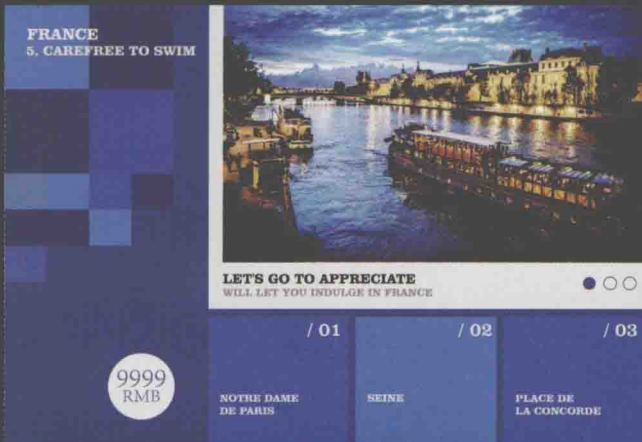 FRANCE
5. CAREFREE TO SWIM
LET'S GO TO APPRECIATE
WILL LET YOU INDULGE IN FRANCE
/ 01
NOTRE DAME
DE PARIS
/ 02
SEINE
/ 03
PLACE DE
LA CONCORDE
9999
RMB